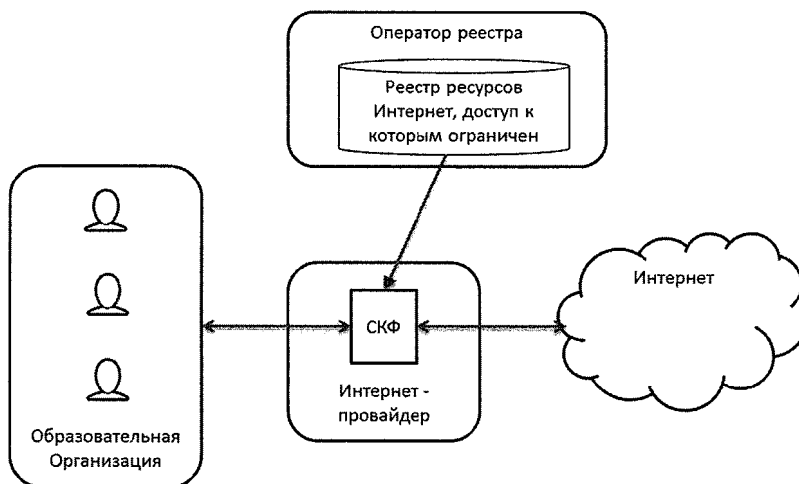 Оператор реестра
Реестр ресурсов
Интернет, доступ к
которым ограничен
Интернет
СКФ
Интернет -
провайдер
Образовательная
Организация